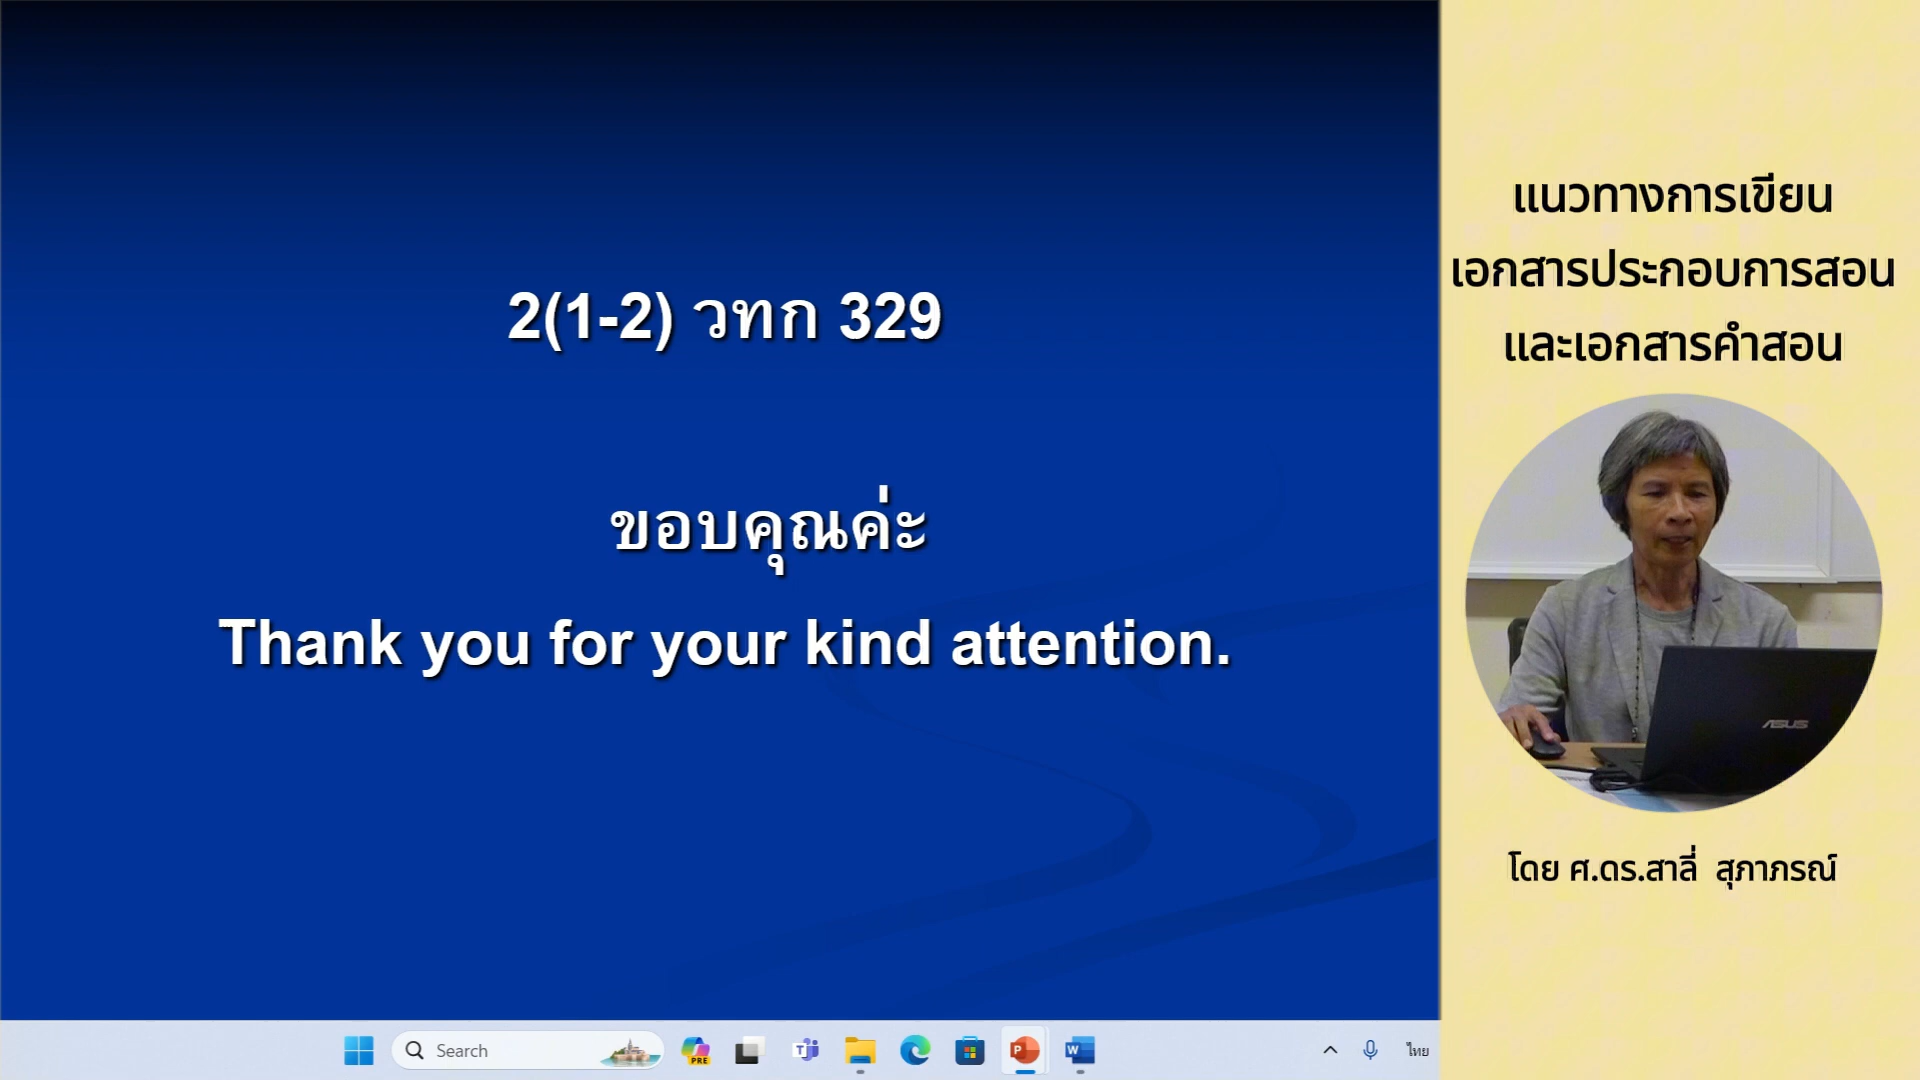 2(1-2) วทก 329
ขอบคุณค่ะ
Thank you for your kind attention.
Search
PRE
ไทย
แนวทางการเขียน
เอกสารประกอบการสอน
และเอกสารคำสอน
ASUS
โดย ศ.ดร.สาลี่ สุภาภรณ์